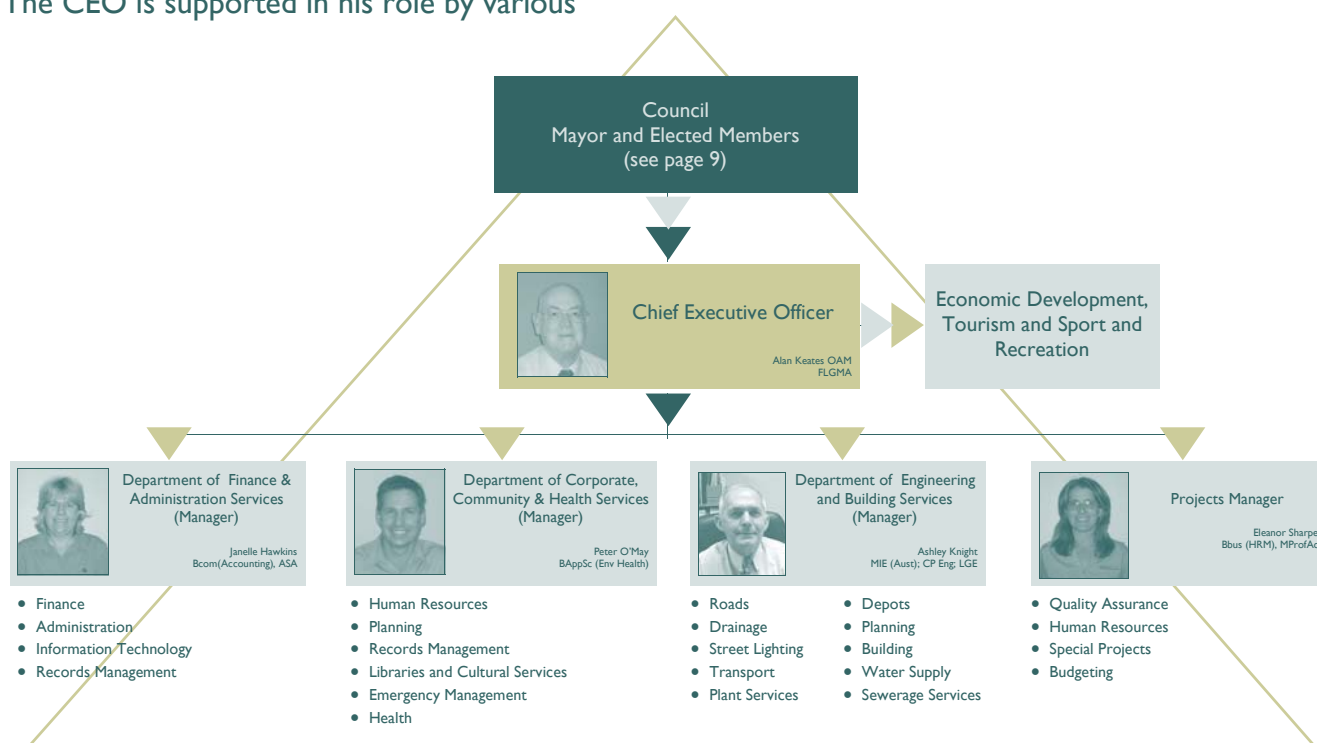 The CEO is supported in his role by various
Council
Mayor and Elected Members
(see page 9)
Chief Executive Officer
Alan Keates OAM
FLGMA
Economic Development,
Tourism and Sport and
Recreation
Department of Finance &
Administration Services
(Manager)
Janelle Hawkins
Bcom(Accounting), ASA
Department of Corporate,
Community & Health Services
(Manager)
Peter O'May
BAppSc (Env Health)
Department of Engineering
and Building Services
(Manager)
Ashley Knight
MIE (Aust); CP Eng; LGE
Projects Manager
Eleanor Sharpe
Bbus (HRM),
• Finance
• Administration
• Information Technology
• Records Management
• Human Resources
• Planning
• Records Management
• Libraries and Cultural Services
• Emergency Management
• Health
• Roads
• Drainage
• Street Lighting
• Transport
• Plant Services
• Depots
• Planning
• Building
• Water Supply
• Sewerage Services
• Quality Assurance
• Human Resources
• Special Projects
• Budgeting